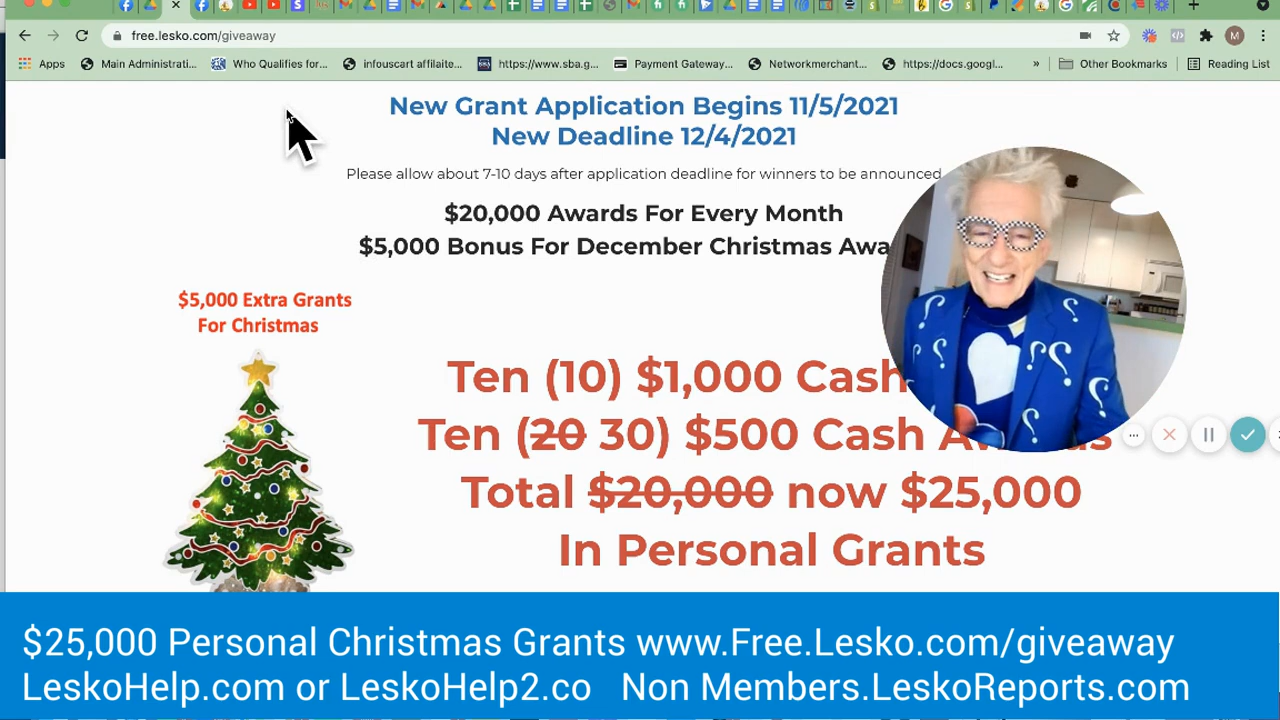 free.lesko.com/giveaway
M
Apps
Main Administrati...
Who Qualifies for...
infouscart affilaite...
https://www.sba.g...
Payment Gateway...
Networkmerchant...
https://docs.googl...
»
Other Bookmarks
Reading List
New Grant Application Begins 11/5/2021
New Deadline 12/4/2021
Please allow about 7-10 days after application deadline for winners to be announced
$20,000 Awards For Every Month
$5,000 Bonus For December Christmas Awa
$5,000 Extra Grants
For Christmas
Ten (10) $1,000 Cash
Ten (20 30) $500 Cash
Total $20,000 now $25,000
In Personal Grants
$25,000 Personal Christmas Grants www.Free.Lesko.com/giveaway
LeskoHelp.com or LeskoHelp2.co Non Members.LeskoReports.com